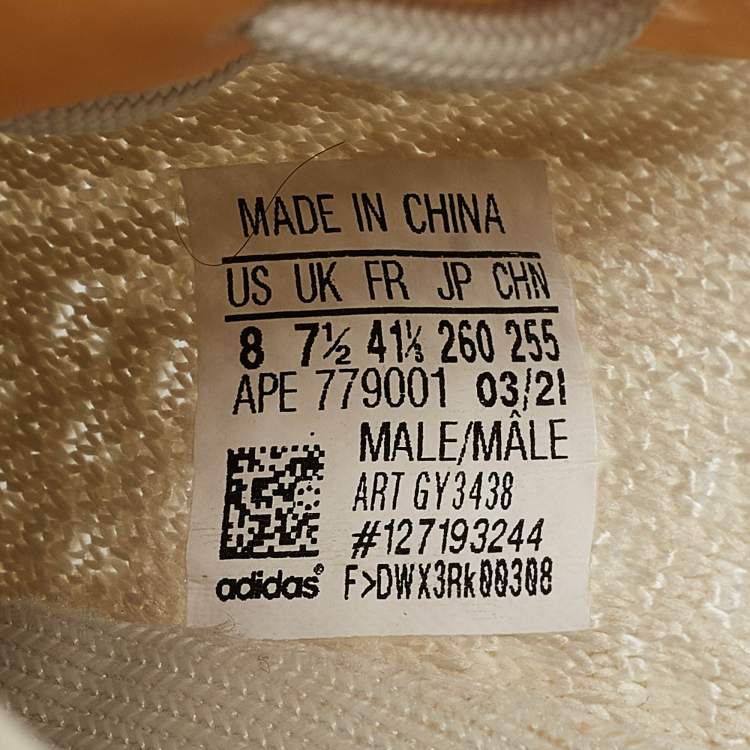 MADE IN CHINA
US UK FR JP CHN
8 7½ 41⅓ 260 255
APE 779001 03/21
MALE/MÂLE
ART GY3438
#127193244
adidas® F>DWX3Rk00308